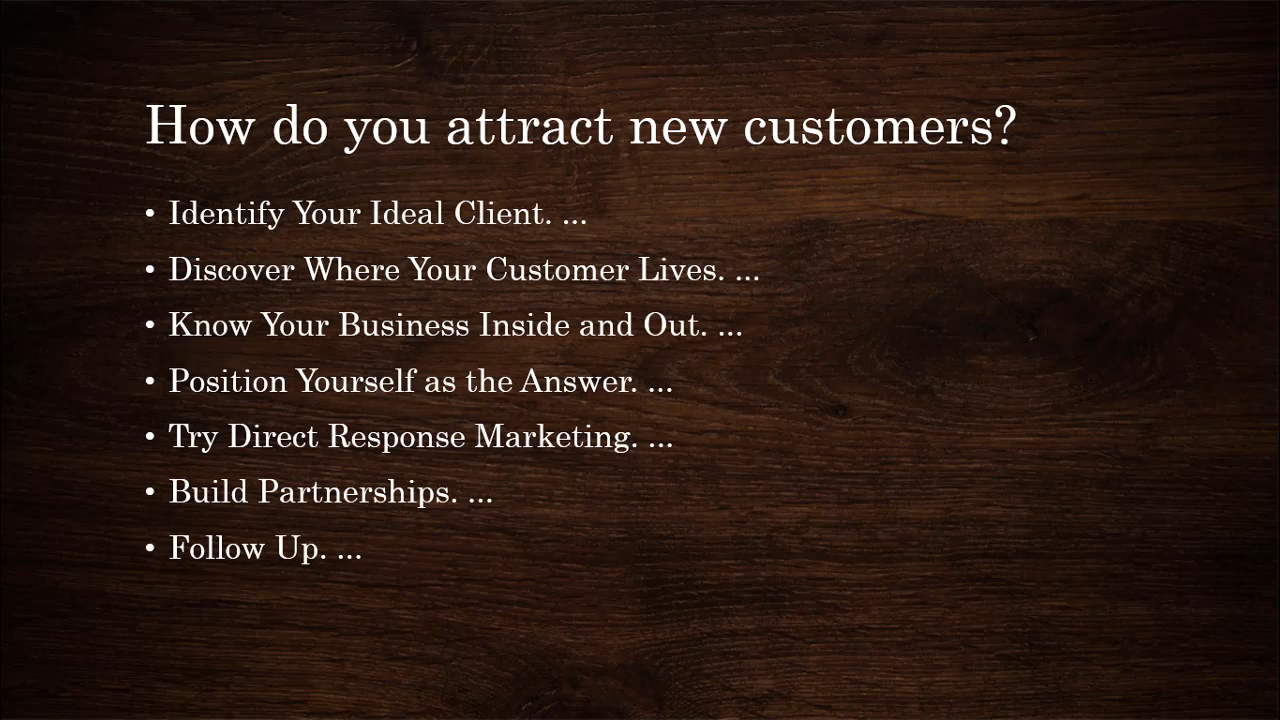 How do you attract new customers?
• Identify Your Ideal Client. ...
• Discover Where Your Customer Lives. ...
• Know Your Business Inside and Out. ...
• Position Yourself as the Answer. ...
• Try Direct Response Marketing. ...
• Build Partnerships. ...
• Follow Up. ...